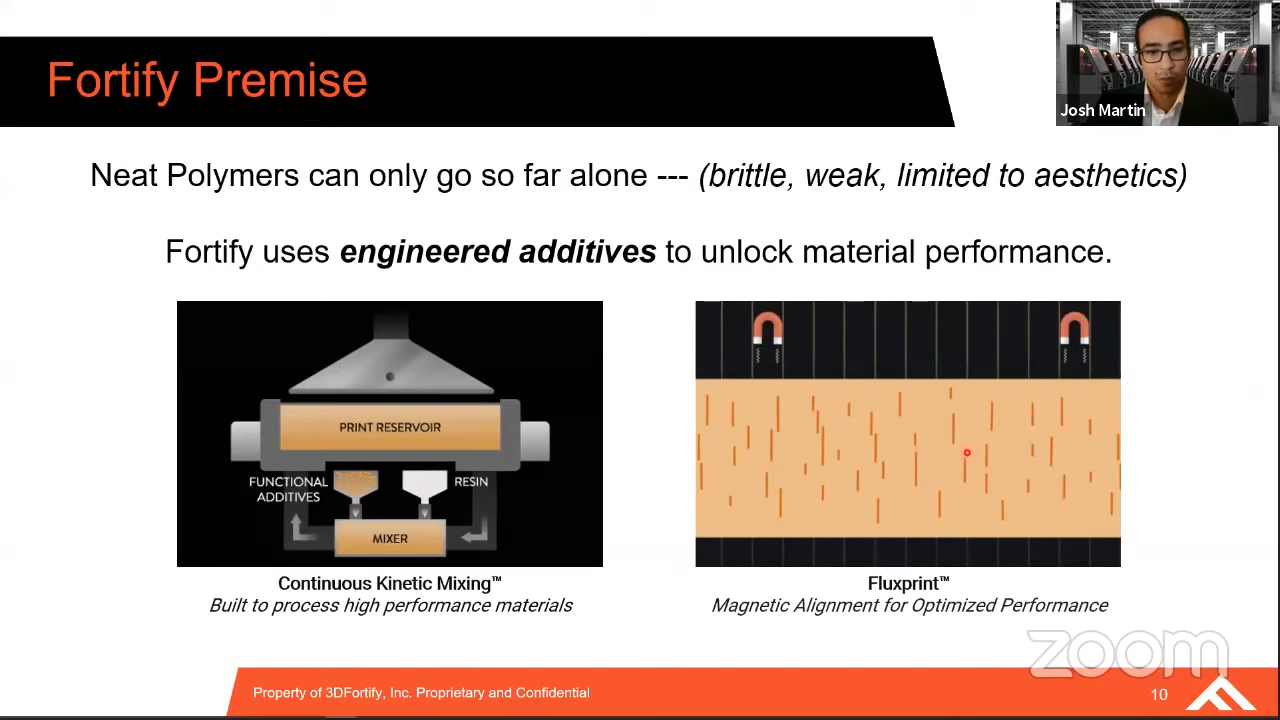 Fortify Premise
Josh Martin
Neat Polymers can only go so far alone --- (brittle, weak, limited to aesthetics)
Fortify uses engineered additives to unlock material performance.
PRINT RESERVOIR
FUNCTIONAL
ADDITIVES
RESIN
MIXER
Continuous Kinetic Mixing™
Built to process high performance materials
Fluxprint™
Magnetic Alignment for Optimized Performance
zoom
Property of 3DFortify, Inc. Proprietary and Confidential
10